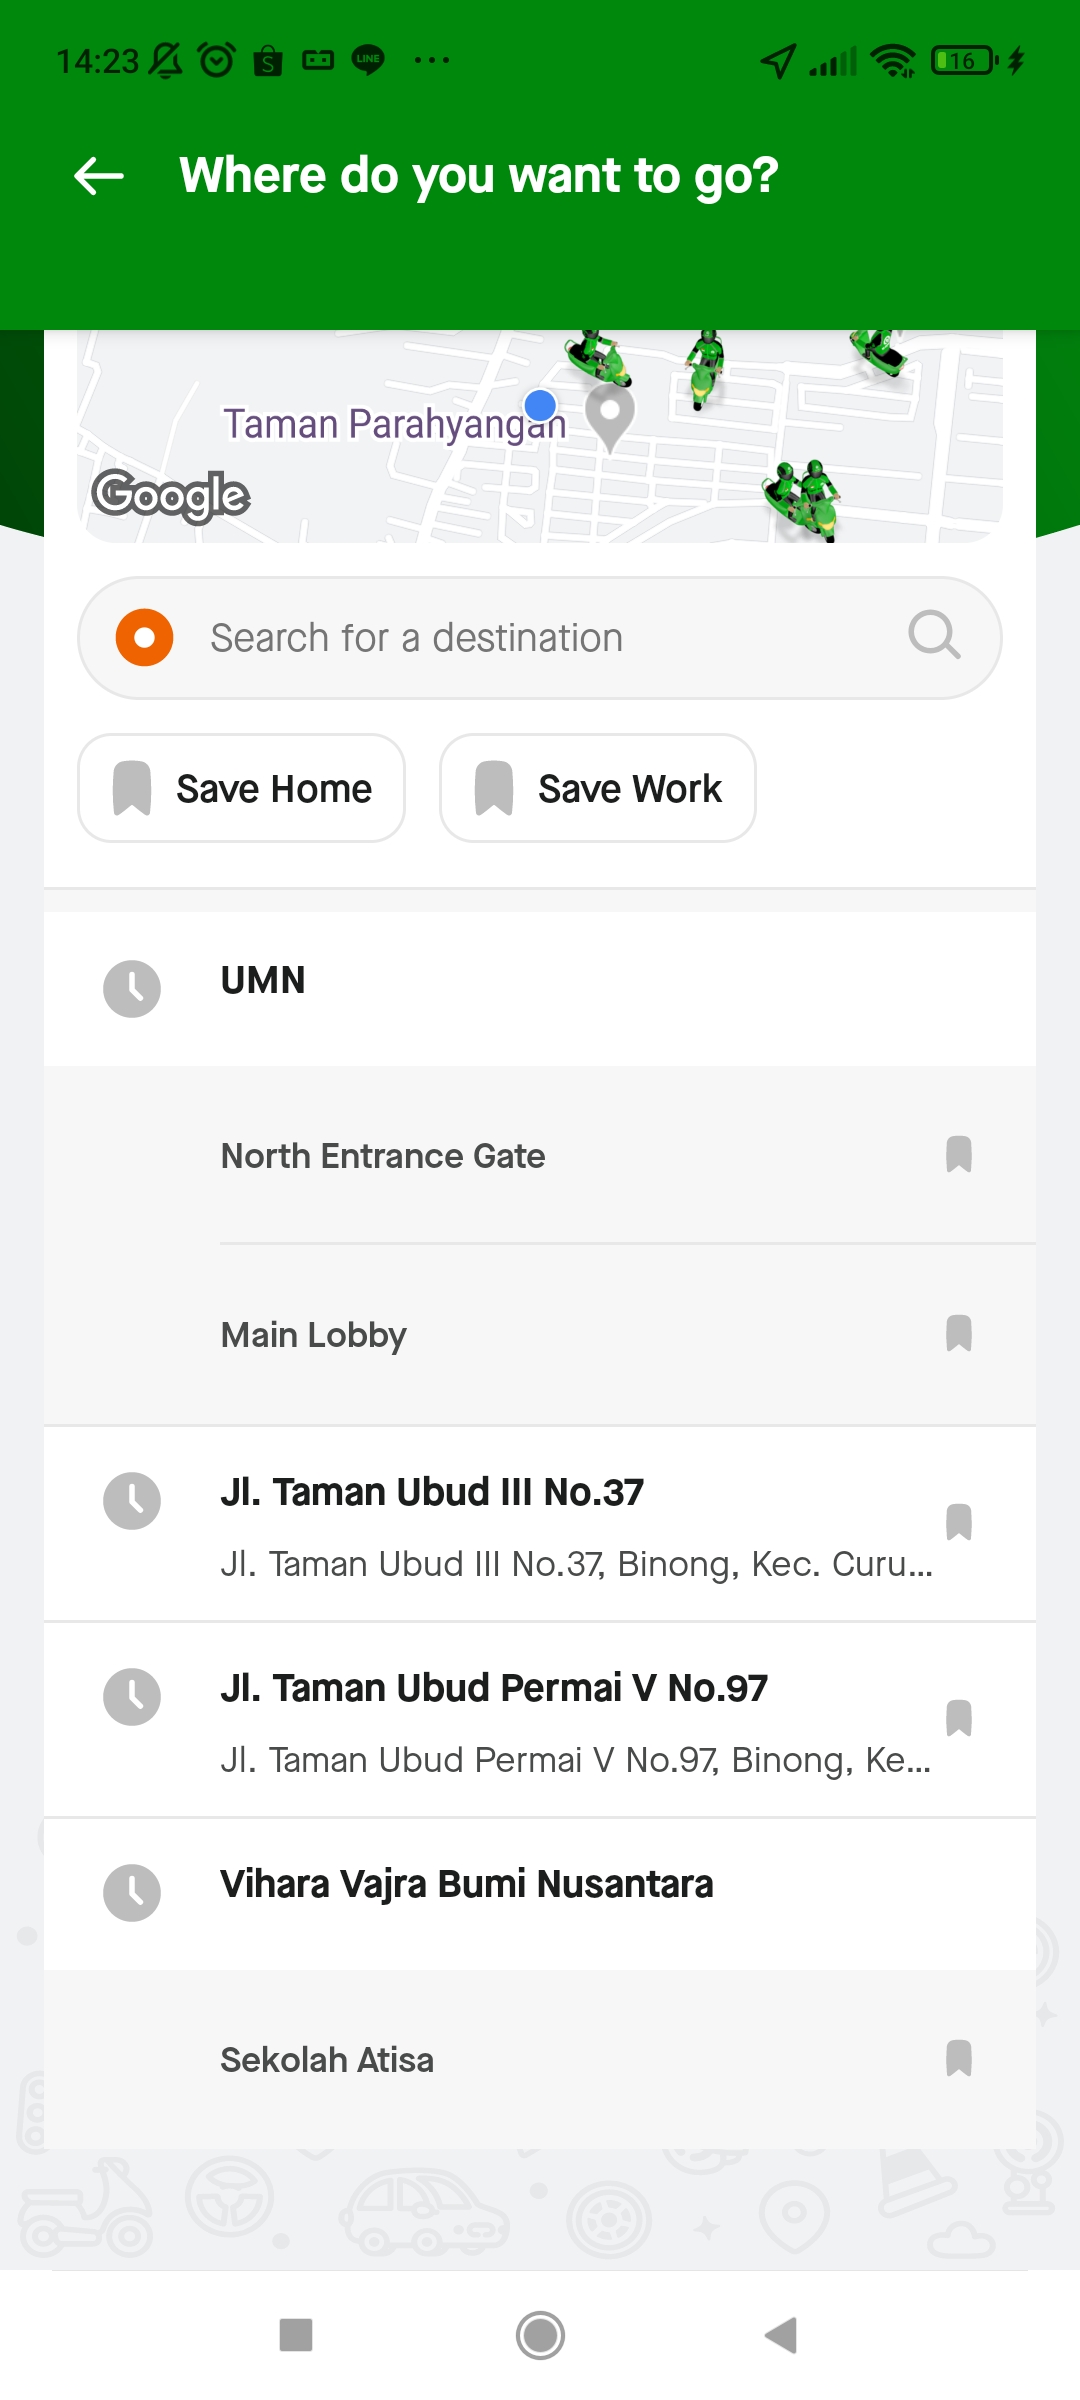 14:23 LINE ... 16
Where do you want to go?
Taman Parahyangan
Google
Search for a destination
Save Home
Save Work
UMN
North Entrance Gate
Main Lobby
Jl. Taman Ubud III No.37
Jl. Taman Ubud III No.37, Binong, Kec. Curu...
Jl. Taman Ubud Permai V No.97
Jl. Taman Ubud Permai V No.97, Binong, Ke...
Vihara Vajra Bumi Nusantara
Sekolah Atisa